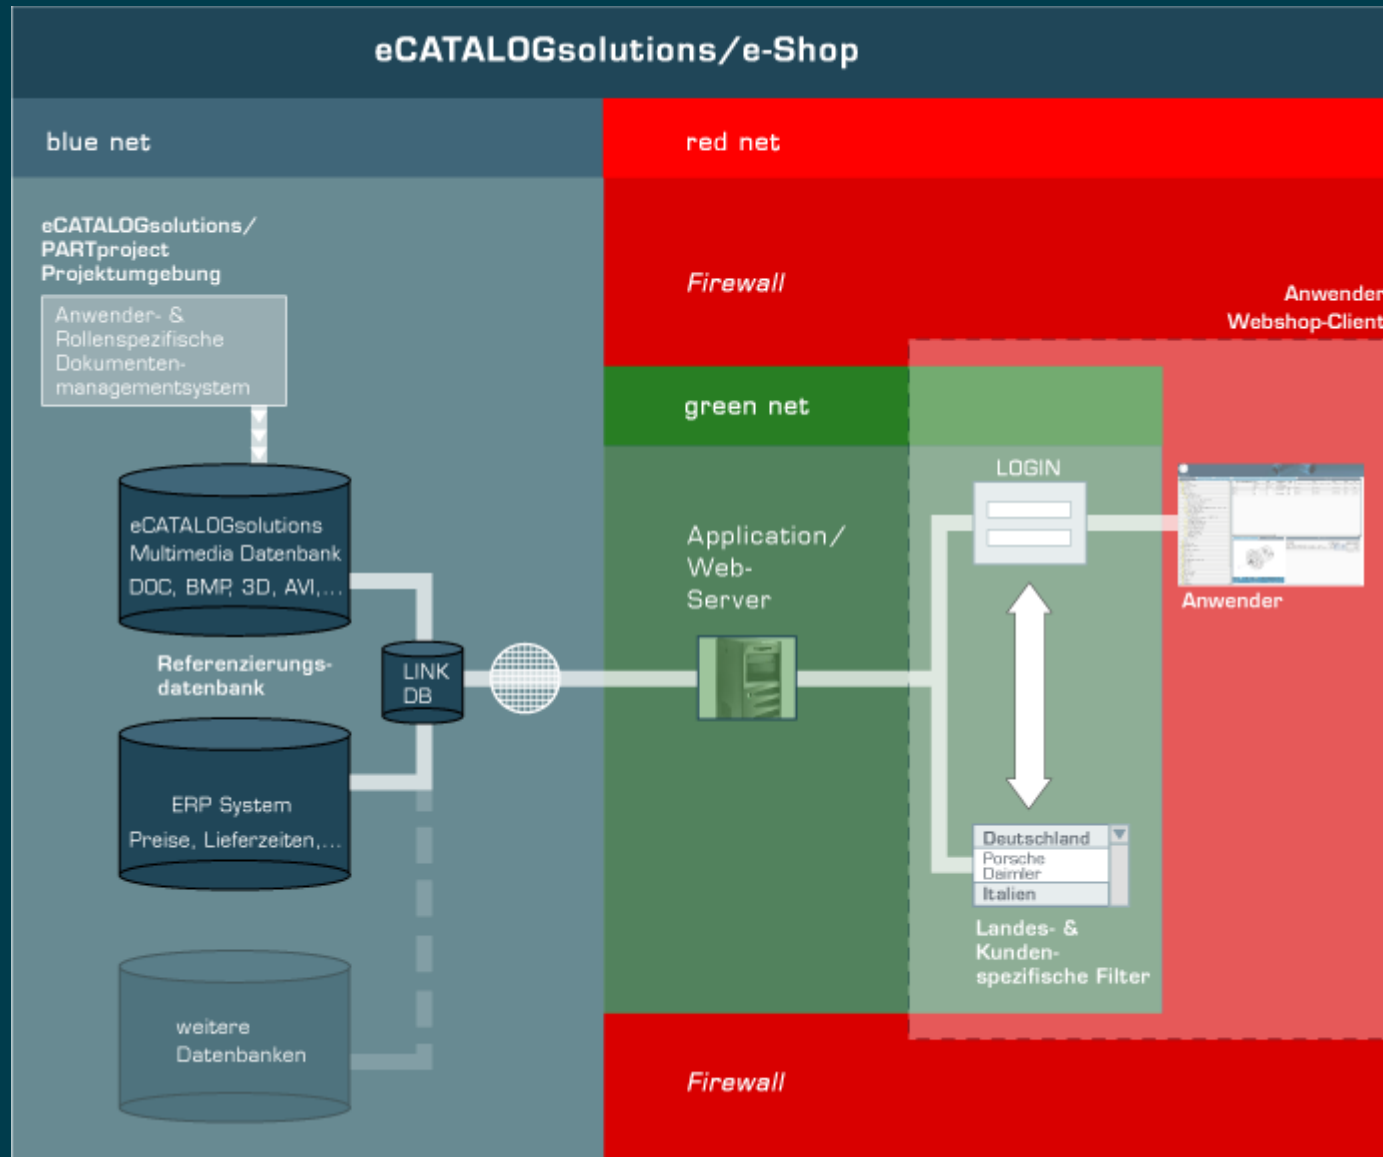 eCATALOGsolutions/e-Shop
blue net
red net
eCATALOGsolutions/
PARTproject
Projektumgebung
Anwender- &
Rollenspezifische
Dokumenten-
managementsystem
eCATALOGsolutions
Multimedia Datenbank
DOC, BMP, 3D, AVI,...
Referenzierungs-
datenbank
LINK
DB
ERP System
Preise, Lieferzeiten,...
weitere
Datenbanken
Firewall
Anwender
Webshop-Client
green net
Application/
Web-
Server
LOGIN
Anwender
Deutschland
Porsche
Daimler
Italien
Landes- &
Kunden-
spezifische Filter
Firewall